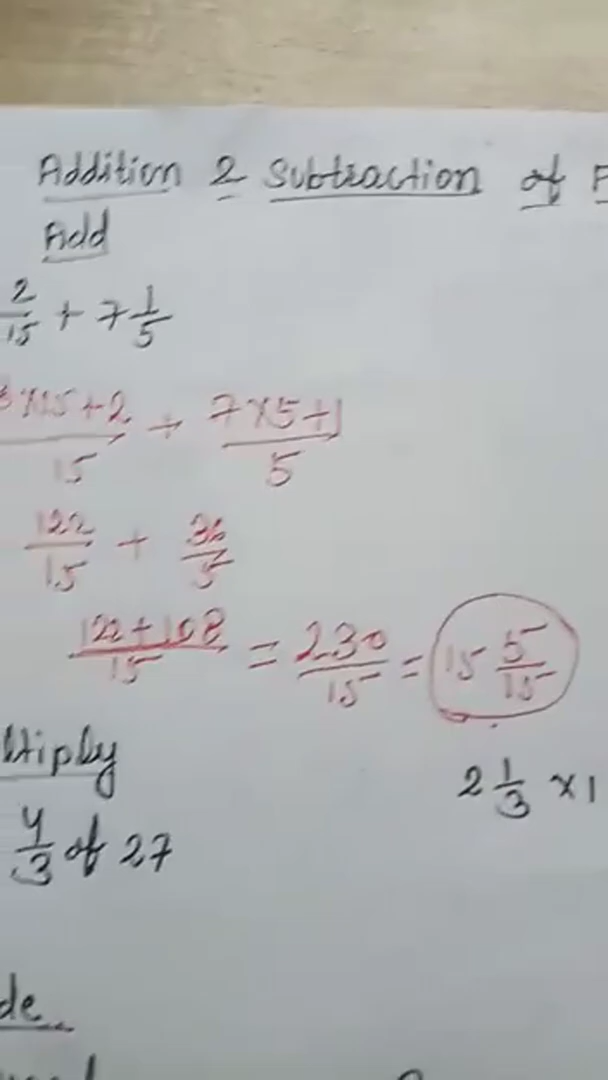 Addition & Subtraction of F
Add
2/15 + 7 1/5
8×15+2/15 + 7×5+1/5
122/15 + 36/5
122+108/15 = 230/15 = 15 5/15
ltiply
4/3 of 27
2 1/3 ×1
de